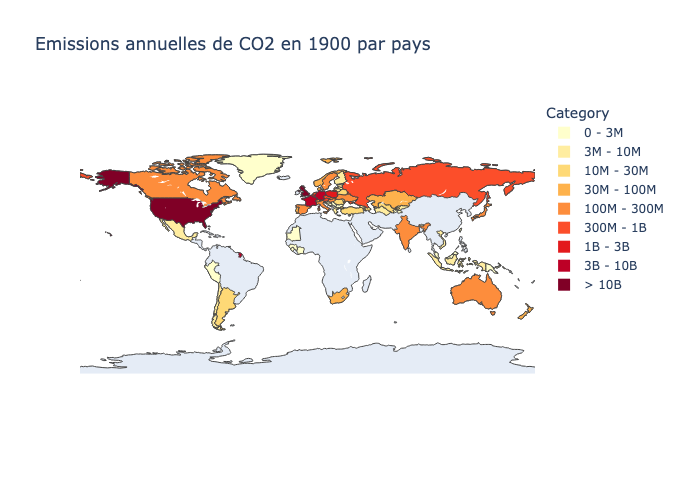 Emissions annuelles de CO2 en 1900 par pays
Category
0 - 3M
3M - 10M
10M - 30M
30M - 100M
100M - 300M
300M - 1B
1B - 3B
3B - 10B
> 10B